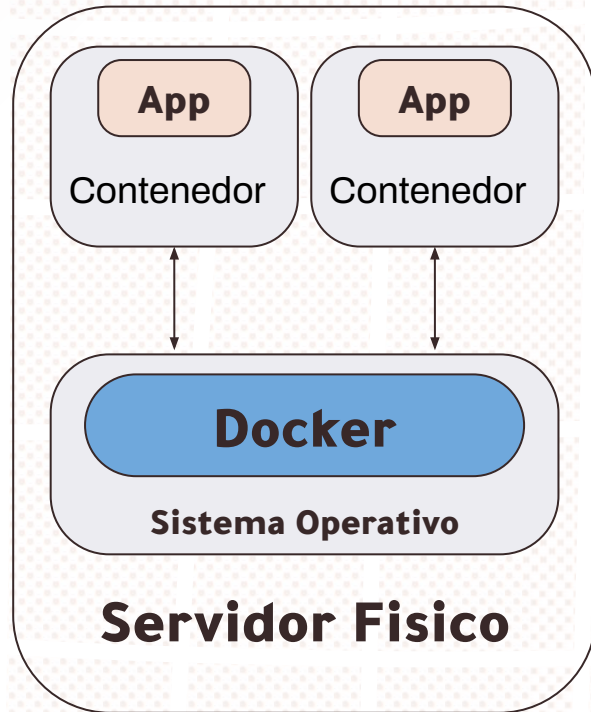 App
App
Contenedor
Contenedor
Docker
Sistema Operativo
Servidor Fisico